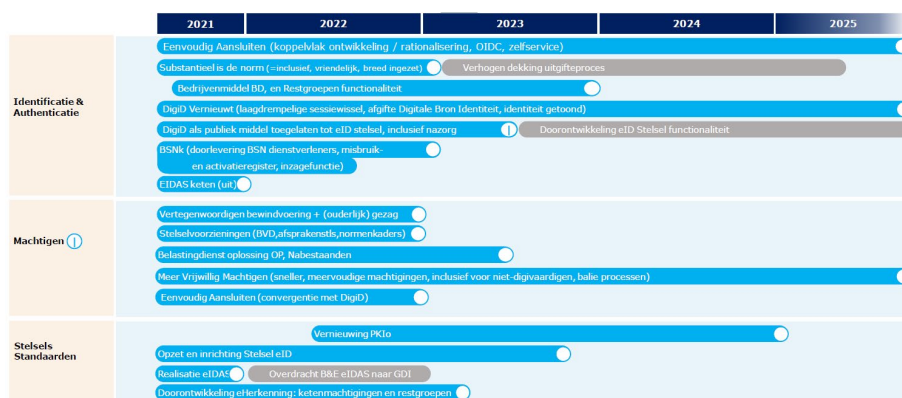 2021 2022 2023 2024 2025
Identificatie &
Authenticatie
Eenvoudig Aansluiten (koppelvlak ontwikkeling / rationalisering, OIDC, zelfservice)
Substantieel is de norm (=inclusief, vriendelijk, breed ingezet) Verhogen dekking uitgifteproces
Bedrijvenmiddel BD, en Restgroepen functionaliteit
DigiD Vernieuwt (laagdrempelige sessiewissel, afgifte Digitale Bron Identiteit, identiteit getoond)
DigiD als publiek middel toegelaten tot eID stelsel, inclusief nazorg Doorontwikkeling eID Stelsel functionaliteit
BSNk (doorlevering BSN dienstverleners, misbruik-
en activatieregister, inzagefunctie)
EIDAS keten (uit)
Machtigen
Vertegenwoordigen bewindvoering + (ouderlijk) gezag
Stelselvoorzieningen (BVD,afsprakenstls,normenkaders)
Belastingdienst oplossing OP, Nabestaanden
Meer Vrijwillig Machtigen (sneller, meervoudige machtigingen, inclusief voor niet-digivaardigen, balie processen)
Eenvoudig Aansluiten (convergentie met DigiD)
Stelsels
Standaarden
Vernieuwing PKIo
Opzet en inrichting Stelsel eID
Realisatie eIDAS Overdracht B&E eIDAS naar GDI
Doorontwikkeling eHerkenning: ketenmachtigingen en restgroepen